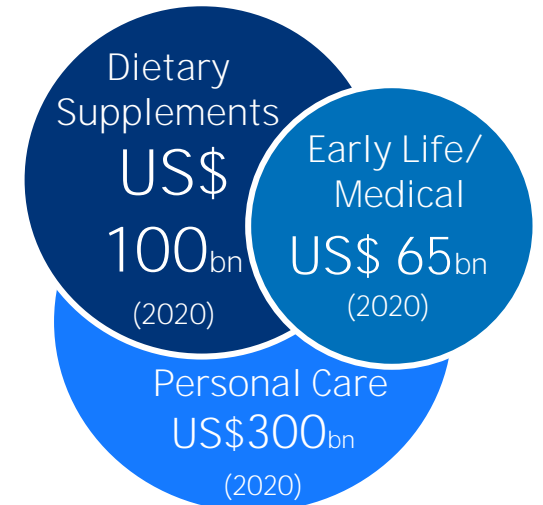 Dietary
Supplements
US$
100bn
(2020)
Early Life/
Medical
US$ 65bn
(2020)
Personal Care
US$300bn
(2020)